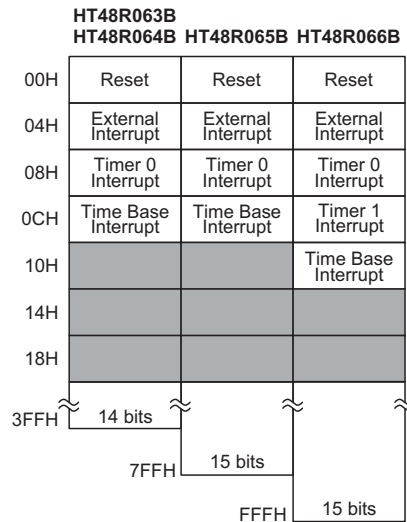 HT48R063B
HT48R064B HT48R065B HT48R066B
00H Reset Reset Reset
04H External Interrupt External Interrupt External Interrupt
08H Timer 0 Interrupt Timer 0 Interrupt Timer 0 Interrupt
0CH Time Base Interrupt Time Base Interrupt Timer 1 Interrupt
10H Time Base Interrupt
14H
18H
3FFH 14 bits
7FFH 15 bits
FFFH 15 bits